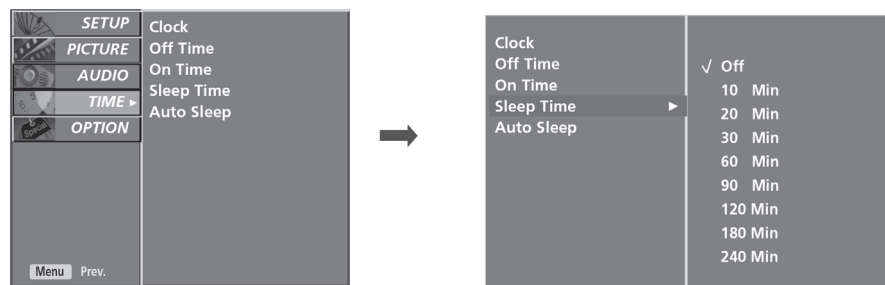 SETUP
PICTURE
AUDIO
TIME ►
OPTION
Special
Clock
Off Time
On Time
Sleep Time
Auto Sleep
Menu Prev.
Clock
Off Time
On Time
Sleep Time ►
Auto Sleep
√ Off
10 Min
20 Min
30 Min
60 Min
90 Min
120 Min
180 Min
240 Min